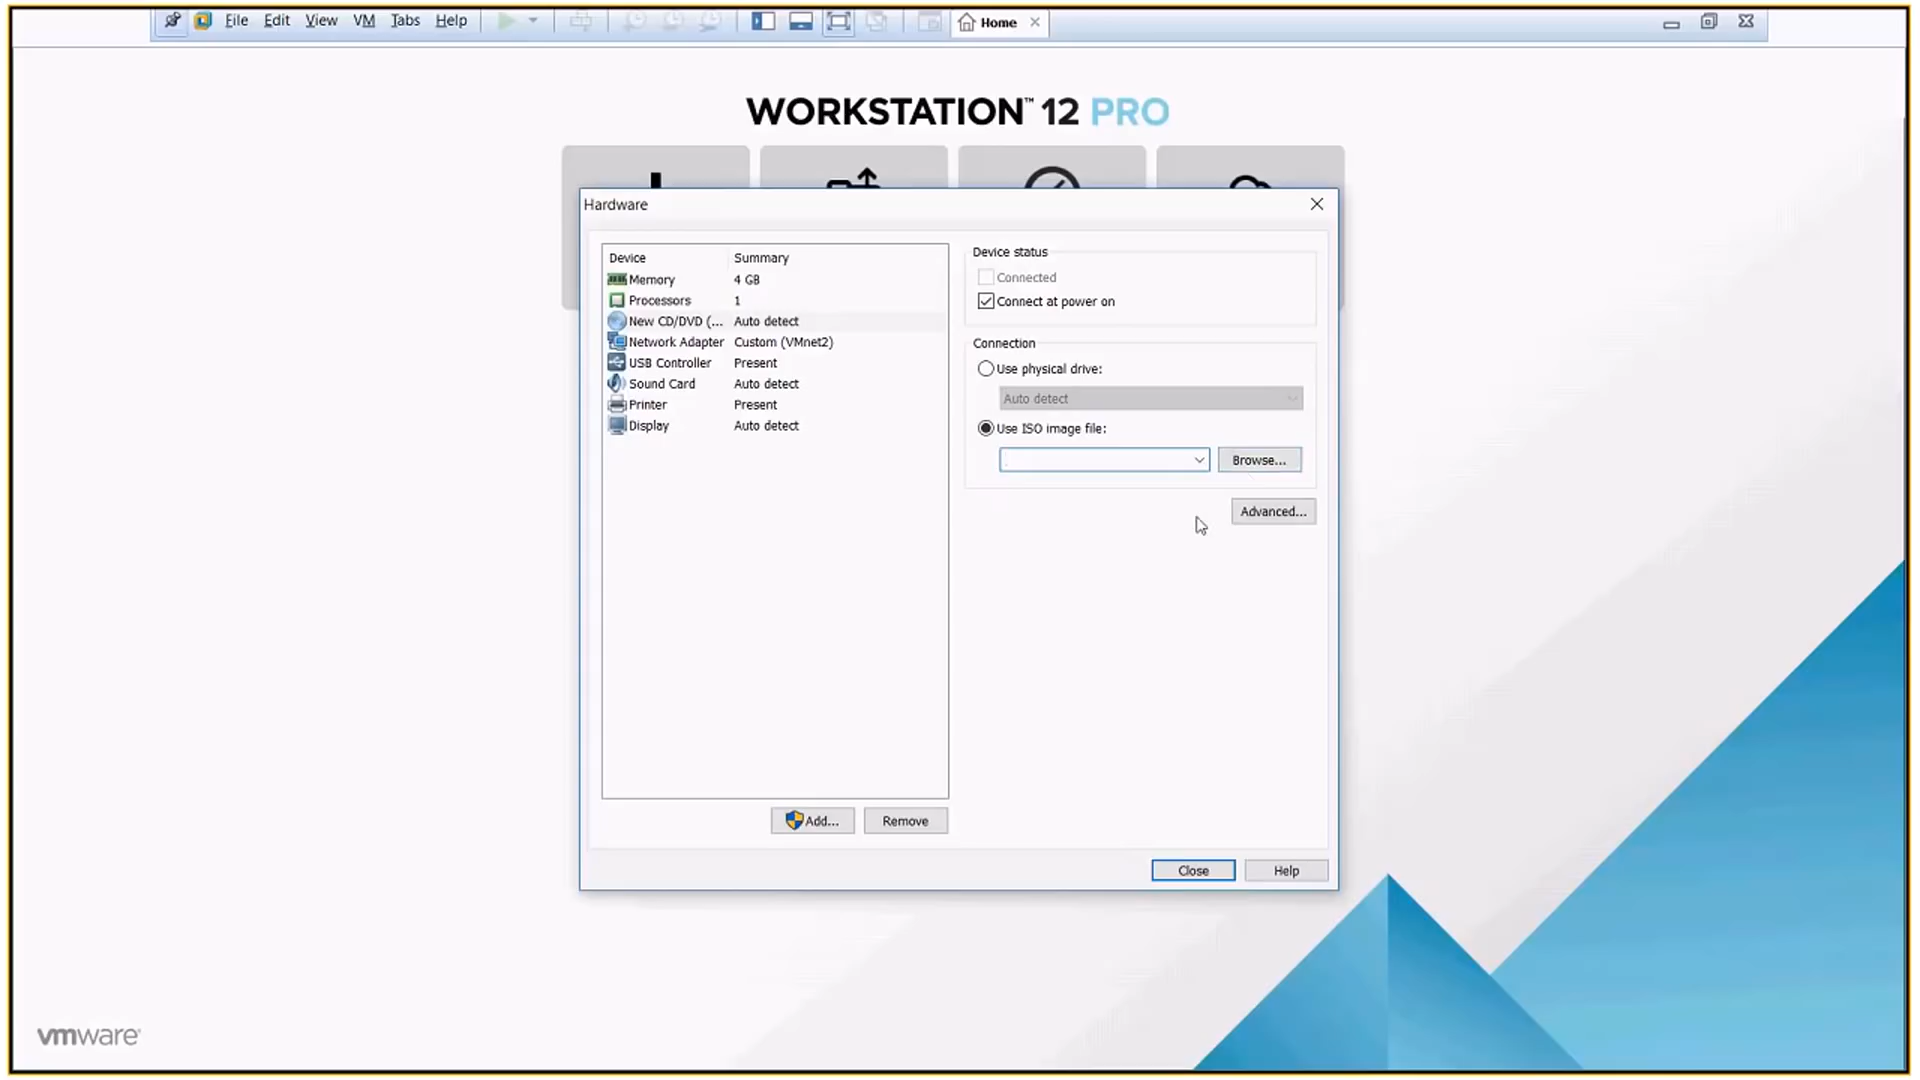 File Edit View VM Tabs Help Home
WORKSTATION™ 12 PRO
Hardware
Device Summary
Memory 4 GB
Processors 1
New CD/DVD (... Auto detect
Network Adapter Custom (VMnet2)
USB Controller Present
Sound Card Auto detect
Printer Present
Display Auto detect
Add... Remove
Device status
Connected
Connect at power on
Connection
Use physical drive:
Auto detect
Use ISO image file:
Browse...
Advanced...
Close Help
vmware®